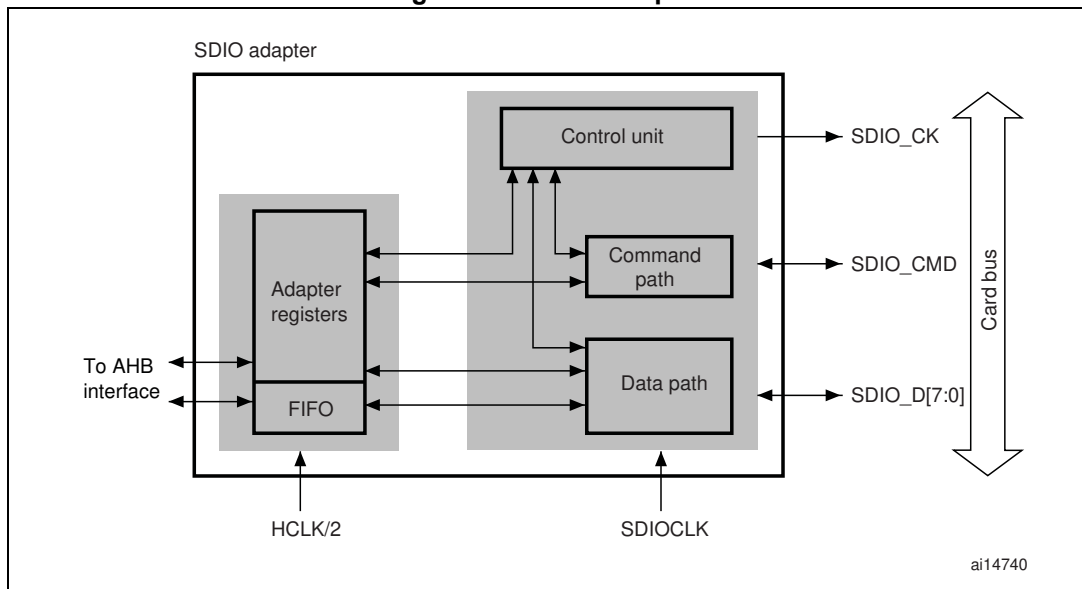 SDIO adapter
Control unit
SDIO_CK
Command
path
SDIO_CMD
Adapter
registers
Card bus
To AHB
interface
Data path
SDIO_D[7:0]
FIFO
HCLK/2
SDIOCLK
ai14740